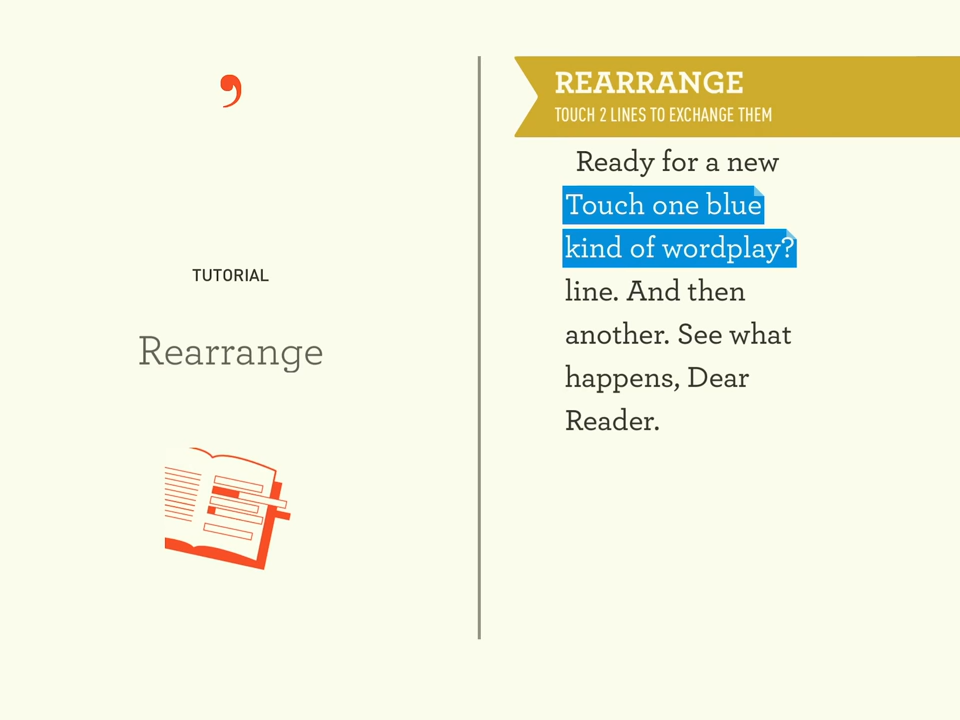 TUTORIAL
Rearrange
REARRANGE
TOUCH 2 LINES TO EXCHANGE THEM
Ready for a new
Touch one blue
kind of wordplay?
line. And then
another. See what
happens, Dear
Reader.